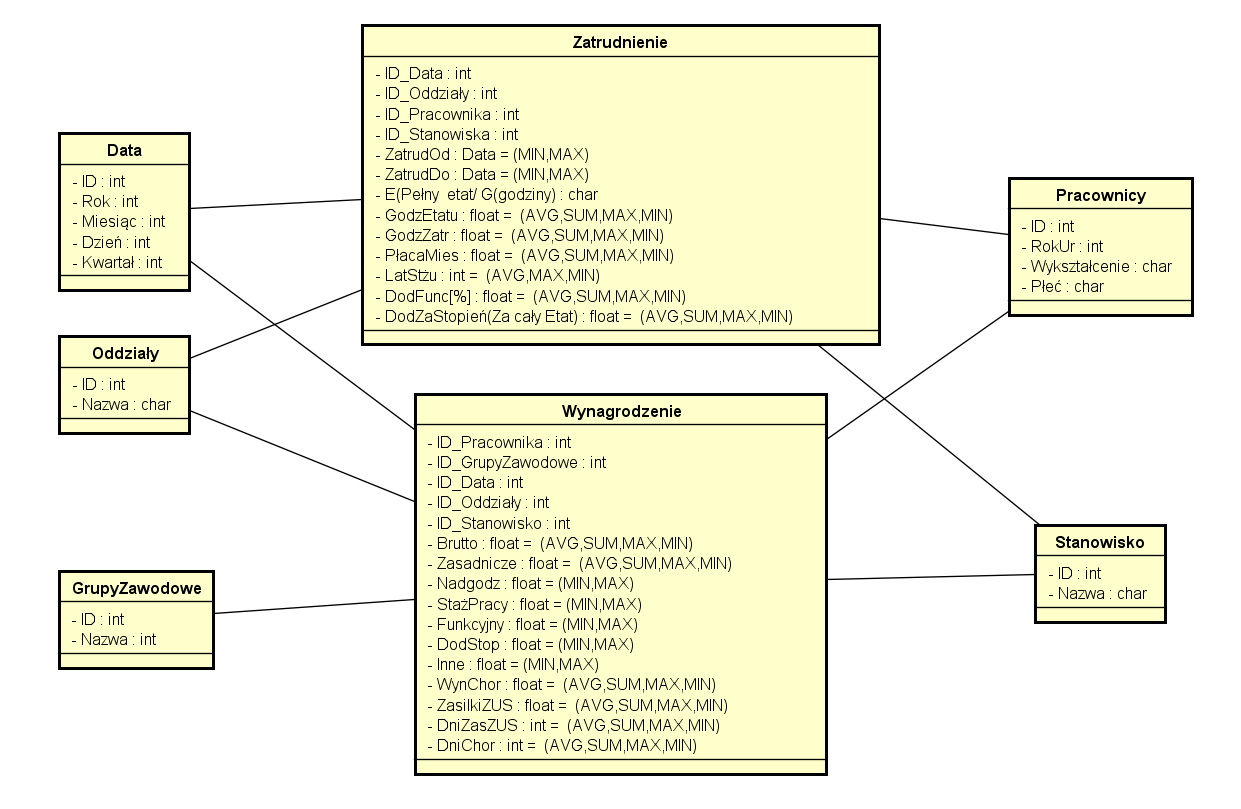 Zatrudnienie
- ID_Data : int
- ID_Oddziały : int
- ID_Pracownika : int
- ID_Stanowiska : int
- ZatrudOd : Data = (MIN,MAX)
- ZatrudDo : Data = (MIN,MAX)
- E(Pełny etat/ G(godziny) : char
- GodzEtatu : float = (AVG,SUM,MAX,MIN)
- GodzZatr : float = (AVG,SUM,MAX,MIN)
- PłacaMies : float = (AVG,SUM,MAX,MIN)
- LatStżu : int = (AVG,MAX,MIN)
- DodFunc[%] : float = (AVG,SUM,MAX,MIN)
- DodZaStopień(Za cały Etat) : float = (AVG,SUM,MAX,MIN)
Data
- ID : int
- Rok : int
- Miesiąc : int
- Dzień : int
- Kwartał : int
Pracownicy
- ID : int
- RokUr : int
- Wykształcenie : char
- Płeć : char
Oddziały
- ID : int
- Nazwa : char
Wynagrodzenie
- ID_Pracownika : int
- ID_GrupyZawodowe : int
- ID_Data : int
- ID_Oddziały : int
- ID_Stanowisko : int
- Brutto : float = (AVG,SUM,MAX,MIN)
- Zasadnicze : float = (AVG,SUM,MAX,MIN)
- Nadgodz : float = (MIN,MAX)
- StażPracy : float = (MIN,MAX)
- Funkcyjny : float = (MIN,MAX)
- DodStop : float = (MIN,MAX)
- Inne : float = (MIN,MAX)
- WynChor : float = (AVG,SUM,MAX,MIN)
- ZasilkiZUS : float = (AVG,SUM,MAX,MIN)
- DniZasZUS : int = (AVG,SUM,MAX,MIN)
- DniChor : int = (AVG,SUM,MAX,MIN)
GrupyZawodowe
- ID : int
- Nazwa : int
Stanowisko
- ID : int
- Nazwa : char